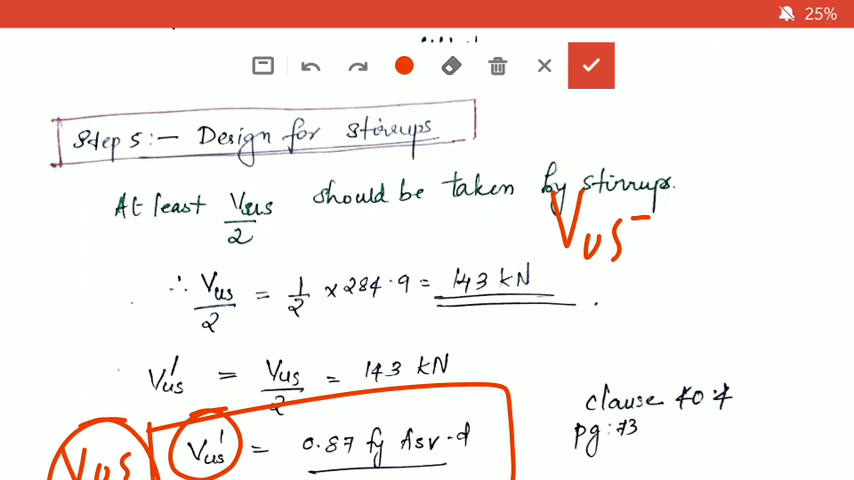 25%
Step 5:- Design for stirrups
At least Vus/2 should be taken by stirrups.
Vus-
∴ Vus/2 = 1/2 × 284.9 = 143 kN
Vus' = Vus/2 = 143 kN
clause 40.4
pg: 73
Vus Vus' = 0.87 fy Asv.d